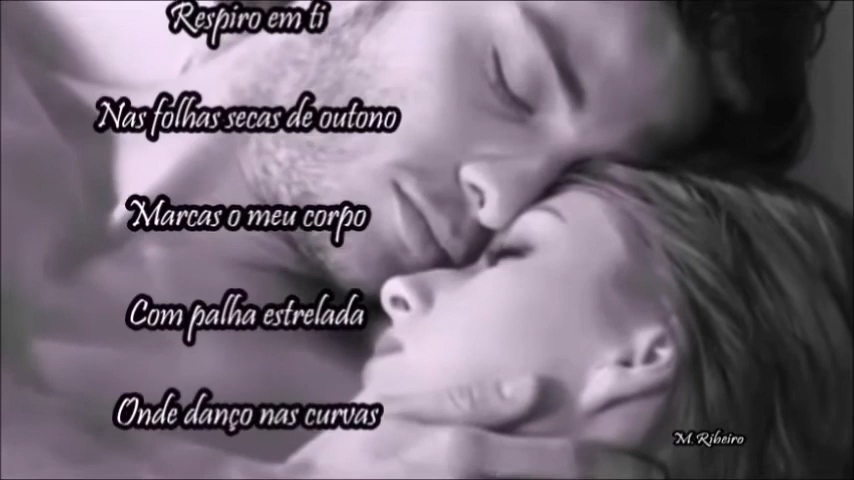 Respiro em ti
Nas folhas secas de outono
Marcas o meu corpo
Com palha estrelada
Onde danço nas curvas
M.Ribeiro